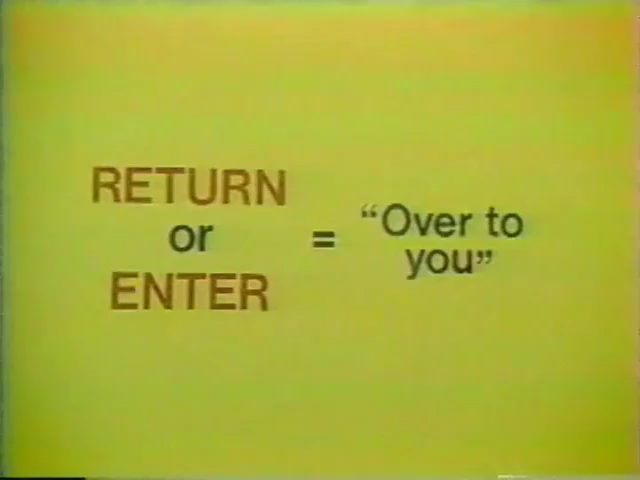 RETURN
or
ENTER
=
“Over to
you”